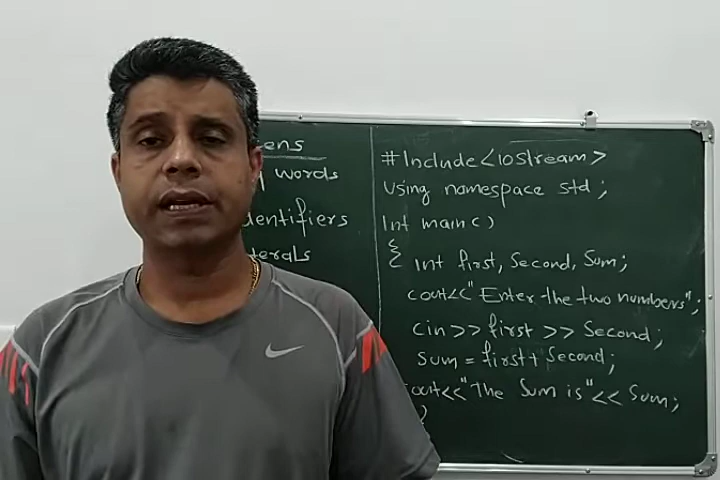 ens
words
dentifiers
terals
#Include<iostream>
Using namespace std;
Int main()
{ Int first, Second, Sum;
cout<<"Enter the two numbers";
cin>>first>>Second;
Sum=first+Second;
cout<<"The Sum is"<<Sum;
}